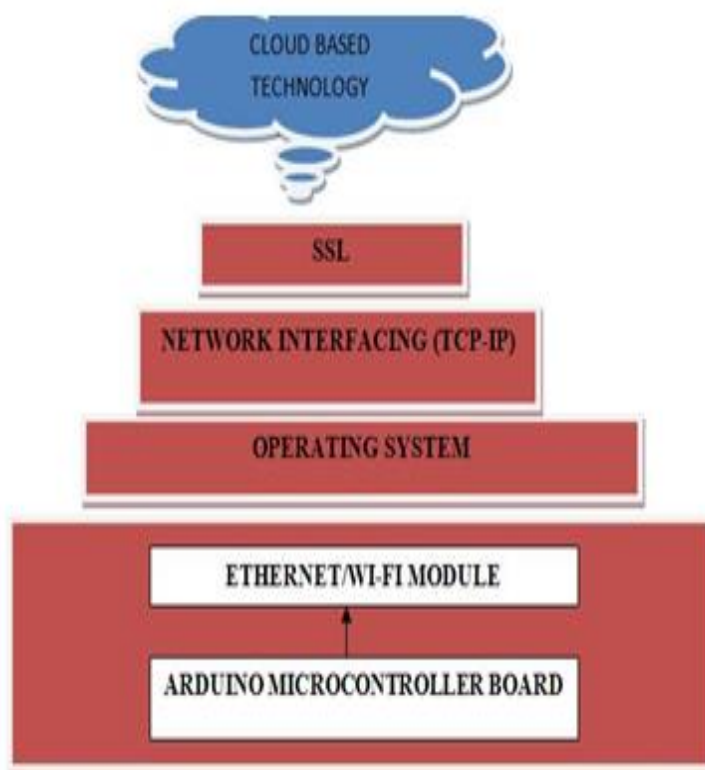 CLOUD BASED
TECHNOLOGY
SSL
NETWORK INTERFACING (TCP-IP)
OPERATING SYSTEM
ETHERNET/WI-FI MODULE
ARDUINO MICROCONTROLLER BOARD